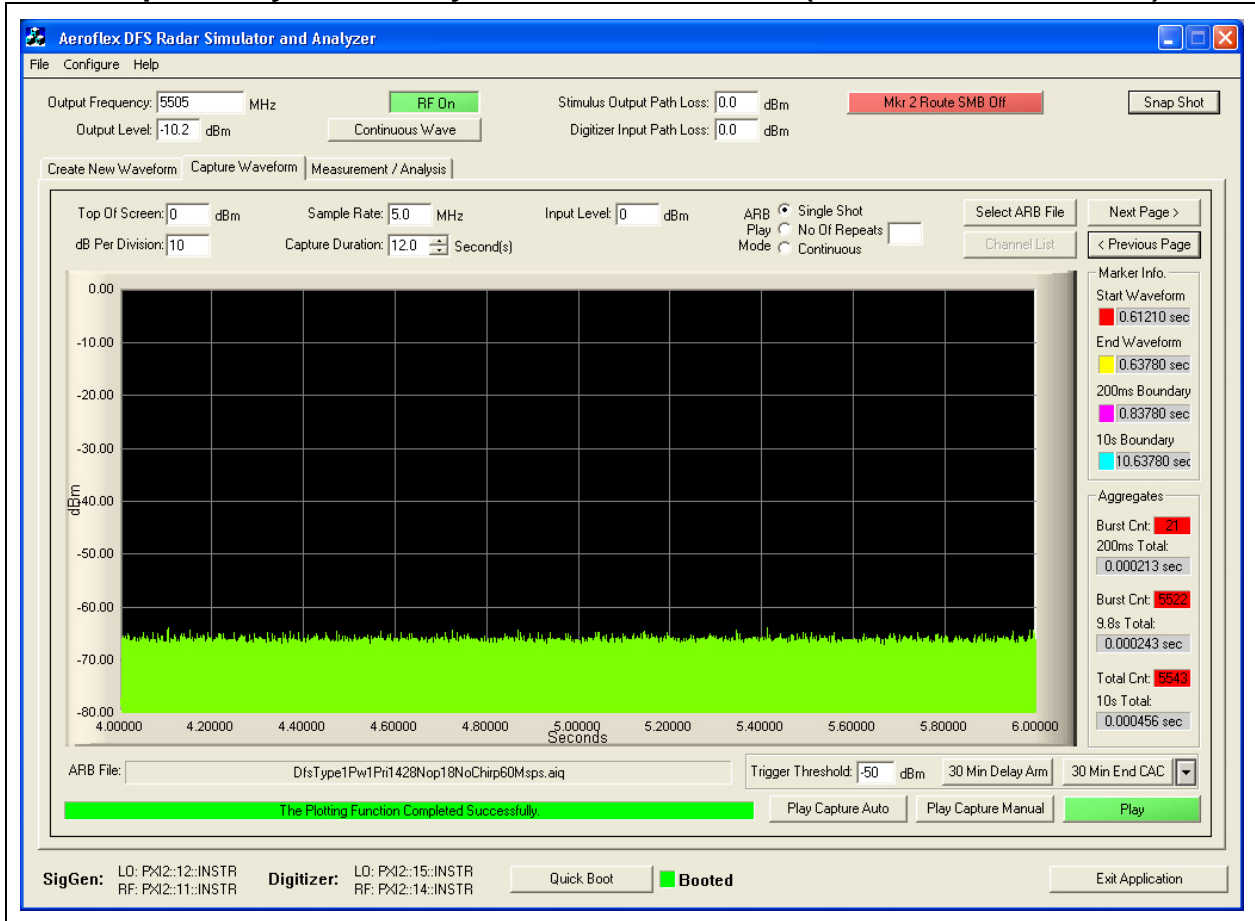 Aeroflex DFS Radar Simulator and Analyzer
File Configure Help
Output Frequency: 5505 MHz RF On Stimulus Output Path Loss: 0.0 dBm Mkr 2 Route SMB Off Snap Shot
Output Level: -10.2 dBm Continuous Wave Digitizer Input Path Loss: 0.0 dBm
Create New Waveform Capture Waveform Measurement / Analysis
Top Of Screen: 0 dBm Sample Rate: 5.0 MHz Input Level: 0 dBm ARB Play Mode Single Shot Select ARB File Next Page >
No Of Repeats
dB Per Division: 10 Capture Duration: 12.0 Second(s) Continuous Channel List < Previous Page
0.00
-10.00
-20.00
-30.00
-40.00
-50.00
-60.00
-70.00
-80.00
dBm
4.00000 4.20000 4.40000 4.60000 4.80000 5.00000 5.20000 5.40000 5.60000 5.80000 6.00000
Seconds
Marker Info.
Start Waveform
0.61210 sec
End Waveform
0.63780 sec
200ms Boundary
0.83780 sec
10s Boundary
10.63780 sec
Aggregates
Burst Cnt: 21
200ms Total:
0.000213 sec
Burst Cnt: 5522
9.8s Total:
0.000243 sec
Total Cnt: 5543
10s Total:
0.000456 sec
ARB File: DfsType1Pw1Pri1428Nop18NoChirp60Msps.aiq Trigger Threshold: -50 dBm 30 Min Delay Arm 30 Min End CAC
The Plotting Function Completed Successfully. Play Capture Auto Play Capture Manual Play
SigGen: LO: PXI2::12::INSTR Digitizer: LO: PXI2::15::INSTR Quick Boot Booted Exit Application
RF: PXI2::11::INSTR RF: PXI2::14::INSTR